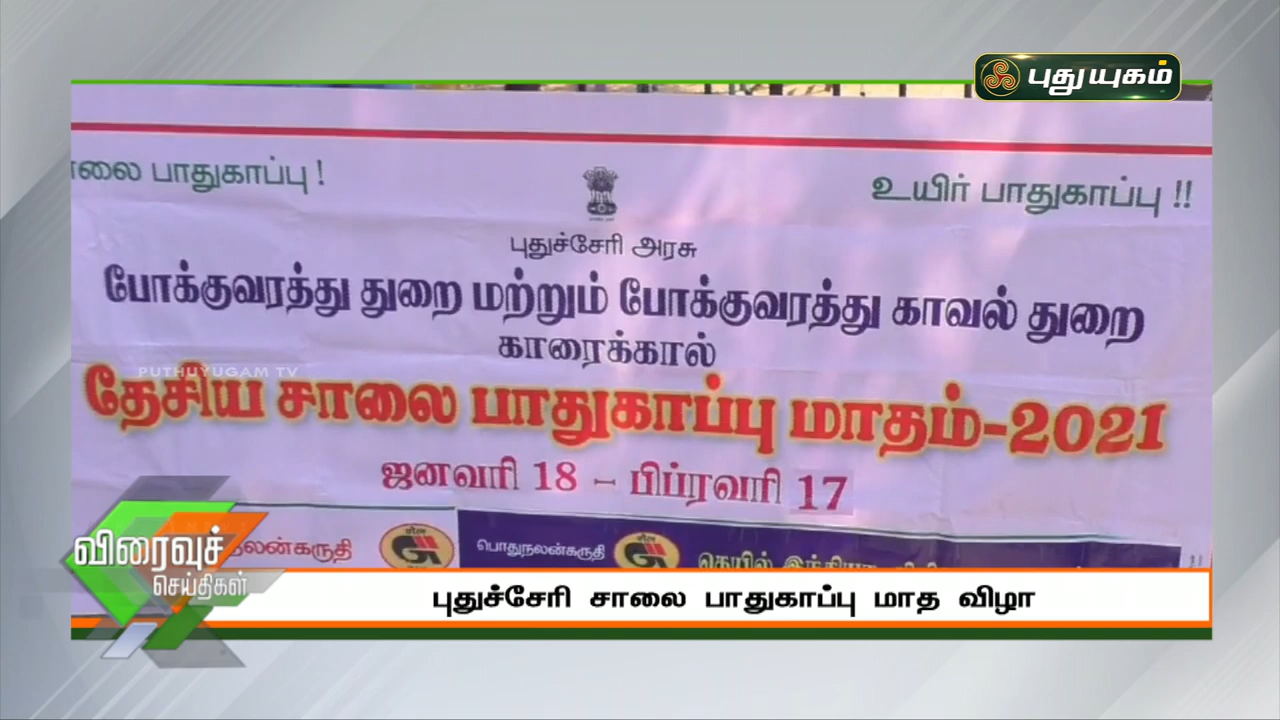 புதுயுகம்
ாலை பாதுகாப்பு !
உயிர் பாதுகாப்பு !!
புதுச்சேரி அரசு
போக்குவரத்து துறை மற்றும் போக்குவரத்து காவல் துறை
காரைக்கால்
PUTHUYUGAM TV
தேசிய சாலை பாதுகாப்பு மாதம்-2021
ஜனவரி 18 - பிப்ரவரி 17
பொதுநலன்கருதி
விரைவுச்
செய்திகள்
புதுச்சேரி சாலை பாதுகாப்பு மாத விழா